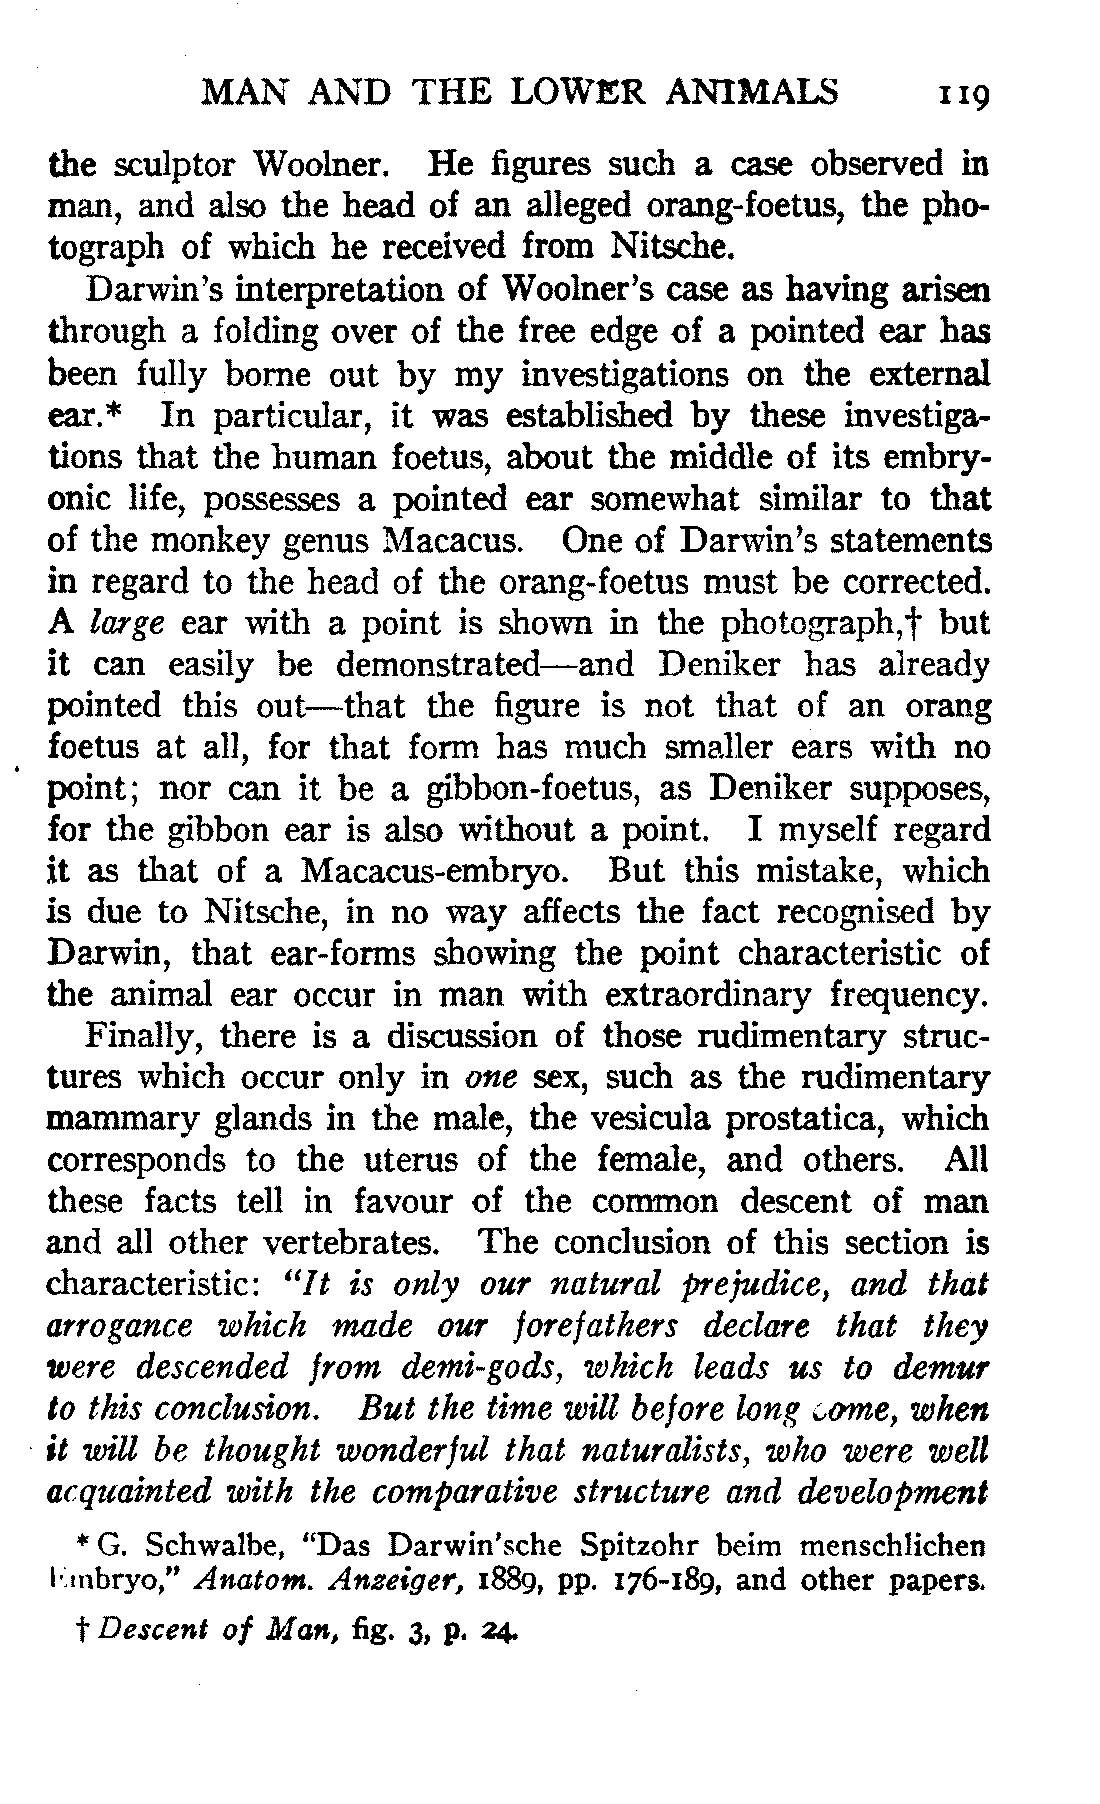 MAN AND THE LOWER ANIMALS 119
the sculptor Woolner. He figures such a case observed in
man, and also the head of an alleged orang-foetus, the pho-
tograph of which he received from Nitsche.
Darwin's interpretation of Woolner's case as having arisen
through a folding over of the free edge of a pointed ear has
been fully borne out by my investigations on the external
ear.* In particular, it was established by these investiga-
tions that the human foetus, about the middle of its embry-
onic life, possesses a pointed ear somewhat similar to that
of the monkey genus Macacus. One of Darwin's statements
in regard to the head of the orang-foetus must be corrected.
A large ear with a point is shown in the photograph,† but
it can easily be demonstrated—and Deniker has already
pointed this out—that the figure is not that of an orang
foetus at all, for that form has much smaller ears with no
point; nor can it be a gibbon-foetus, as Deniker supposes,
for the gibbon ear is also without a point. I myself regard
it as that of a Macacus-embryo. But this mistake, which
is due to Nitsche, in no way affects the fact recognised by
Darwin, that ear-forms showing the point characteristic of
the animal ear occur in man with extraordinary frequency.
Finally, there is a discussion of those rudimentary struc-
tures which occur only in one sex, such as the rudimentary
mammary glands in the male, the vesicula prostatica, which
corresponds to the uterus of the female, and others. All
these facts tell in favour of the common descent of man
and all other vertebrates. The conclusion of this section is
characteristic: "It is only our natural prejudice, and that
arrogance which made our forefathers declare that they
were descended from demi-gods, which leads us to demur
to this conclusion. But the time will before long come, when
it will be thought wonderful that naturalists, who were well
acquainted with the comparative structure and development
* G. Schwalbe, "Das Darwin'sche Spitzohr beim menschlichen
Embryo," Anatom. Anzeiger, 1889, pp. 176-189, and other papers.
† Descent of Man, fig. 3, p. 24.